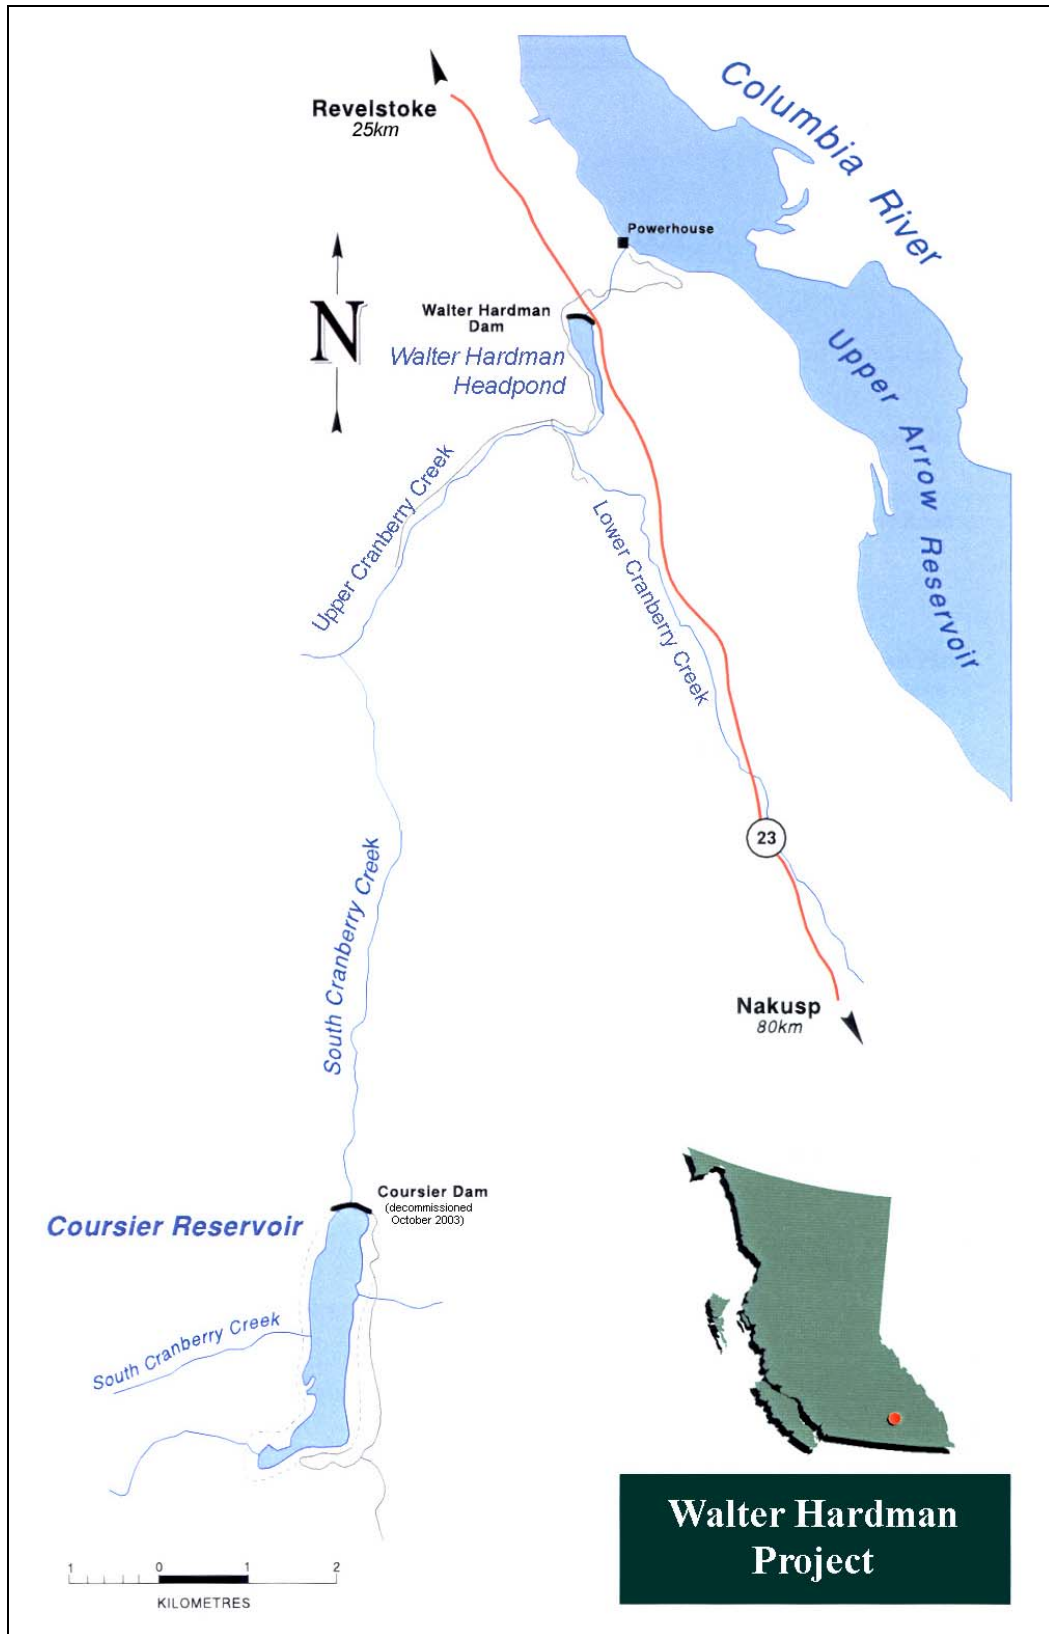 Columbia River
Revelstoke
25km
Powerhouse
N
Walter Hardman
Dam
Walter Hardman
Headpond
Upper Arrow Reservoir
Upper Cranberry Creek
Lower Cranberry Creek
23
South Cranberry Creek
Nakusp
80km
Coursier Dam
(decommissioned
October 2003)
Coursier Reservoir
South Cranberry Creek
Walter Hardman
Project
1 0 1 2
KILOMETRES